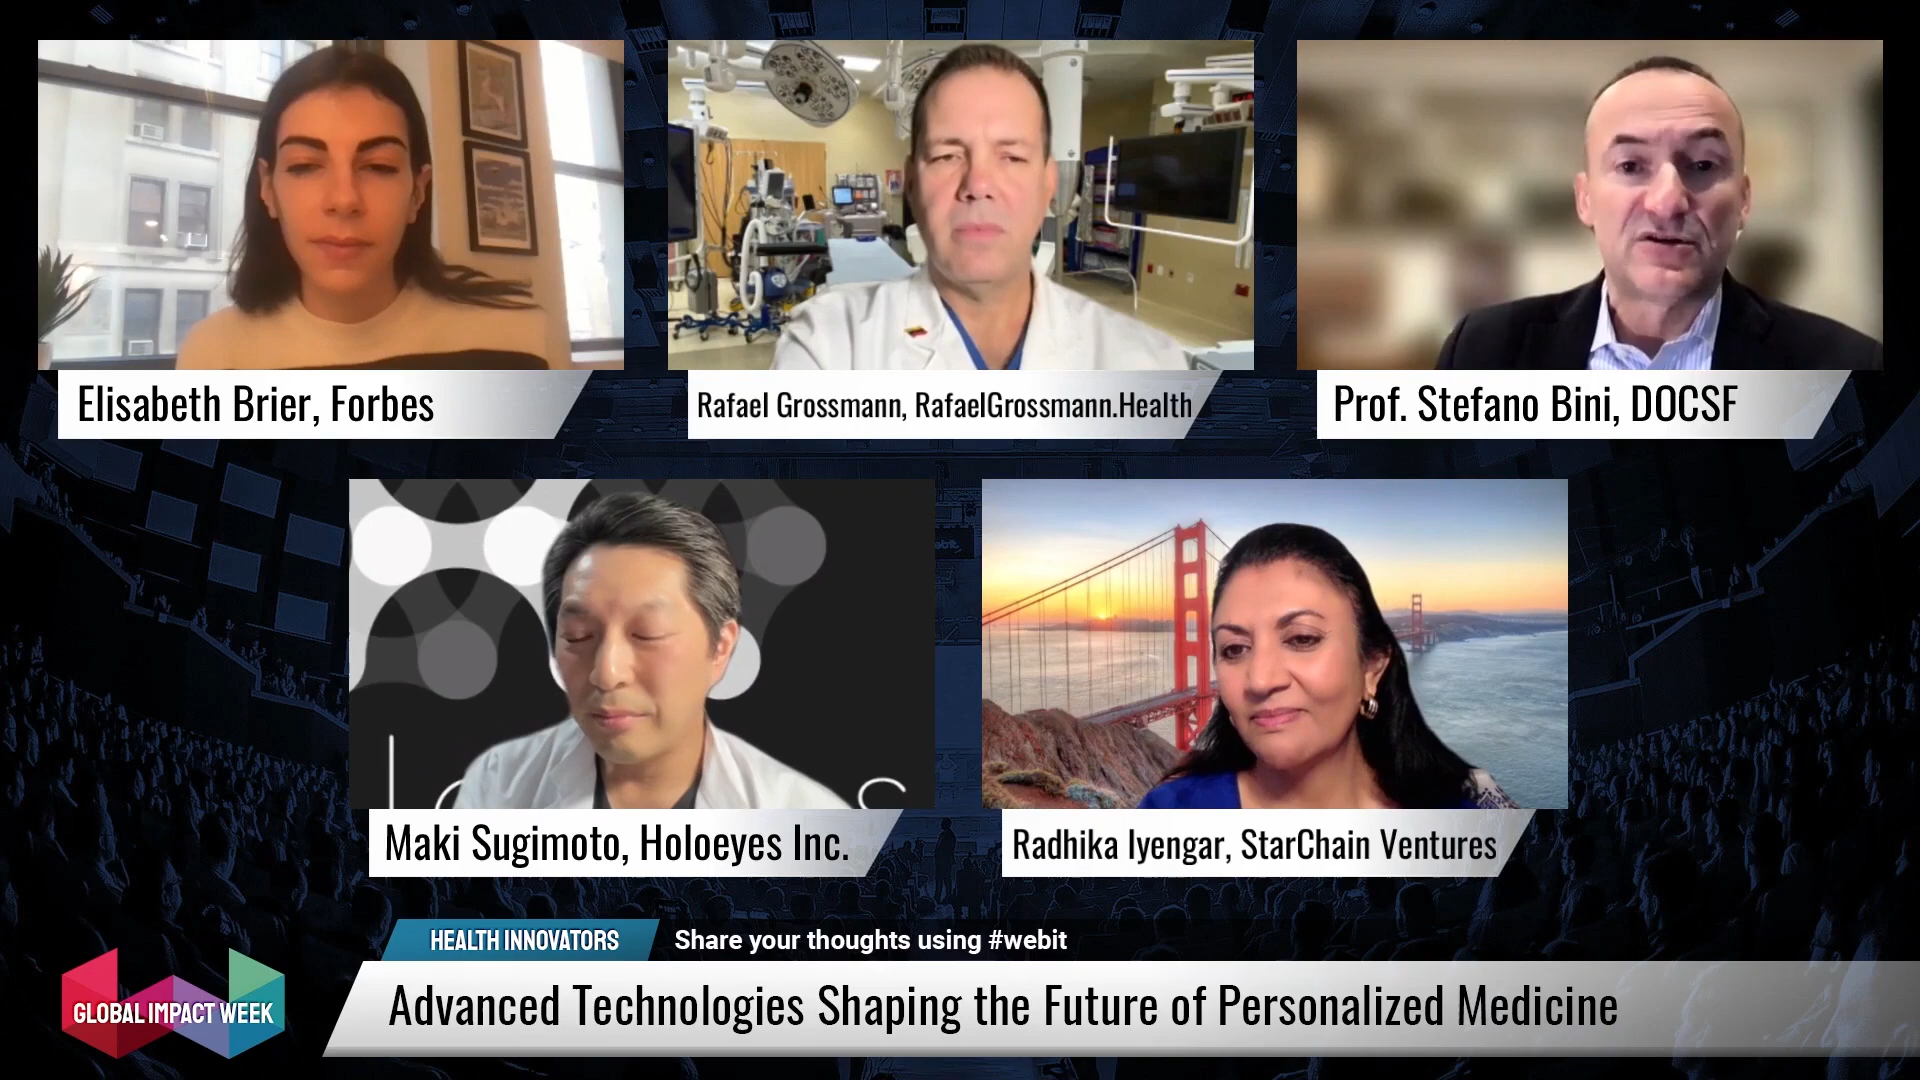 Elisabeth Brier, Forbes
Rafael Grossmann, RafaelGrossmann.Health
Prof. Stefano Bini, DOCSF
Maki Sugimoto, Holoeyes Inc.
Radhika Iyengar, StarChain Ventures
HEALTH INNOVATORS
Share your thoughts using #webit
GLOBAL IMPACT WEEK
Advanced Technologies Shaping the Future of Personalized Medicine